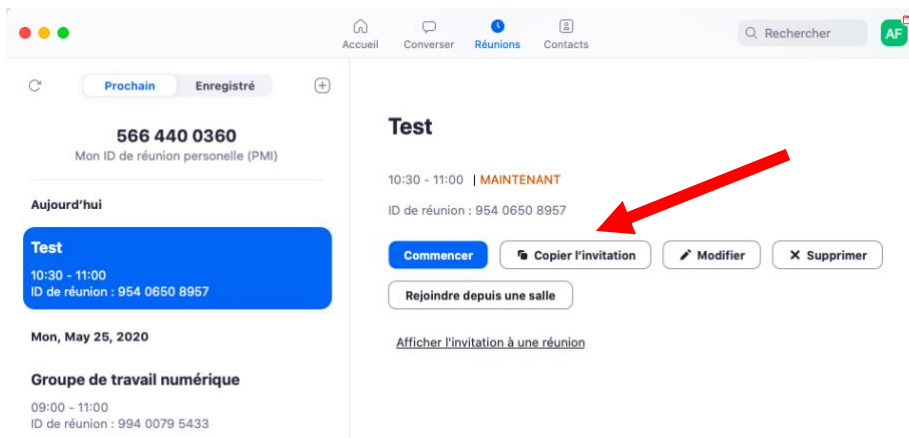 Accueil Converser Réunions Contacts
Rechercher
AF
Prochain Enregistré
566 440 0360
Mon ID de réunion personelle (PMI)
Aujourd'hui
Test
10:30 - 11:00
ID de réunion : 954 0650 8957
Mon, May 25, 2020
Groupe de travail numérique
09:00 - 11:00
ID de réunion : 994 0079 5433
Test
10:30 - 11:00 | MAINTENANT
ID de réunion : 954 0650 8957
Commencer Copier l'invitation Modifier Supprimer
Rejoindre depuis une salle
Afficher l'invitation à une réunion